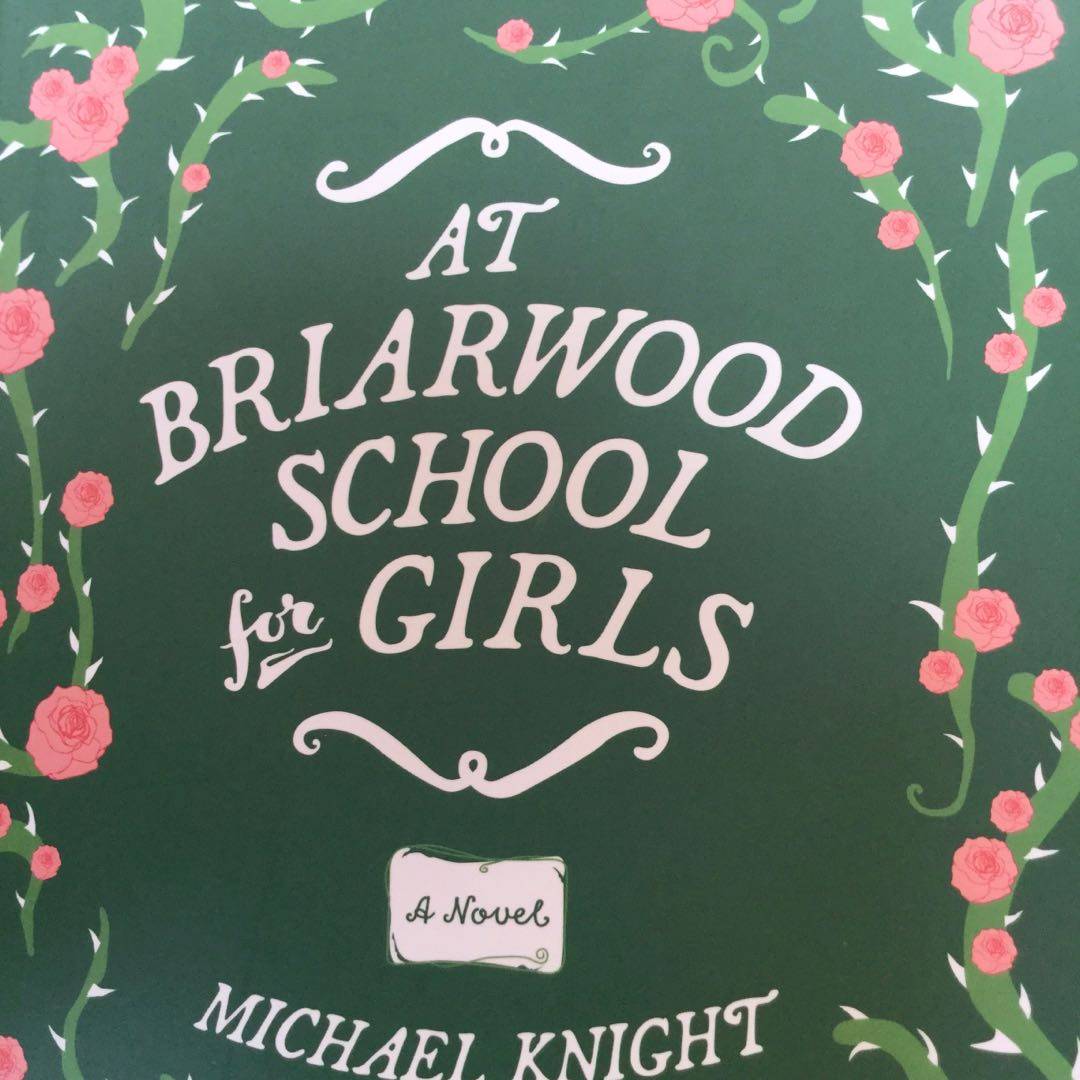 AT
BRIARWOOD
SCHOOL
for GIRLS
A Novel
MICHAEL KNIGHT